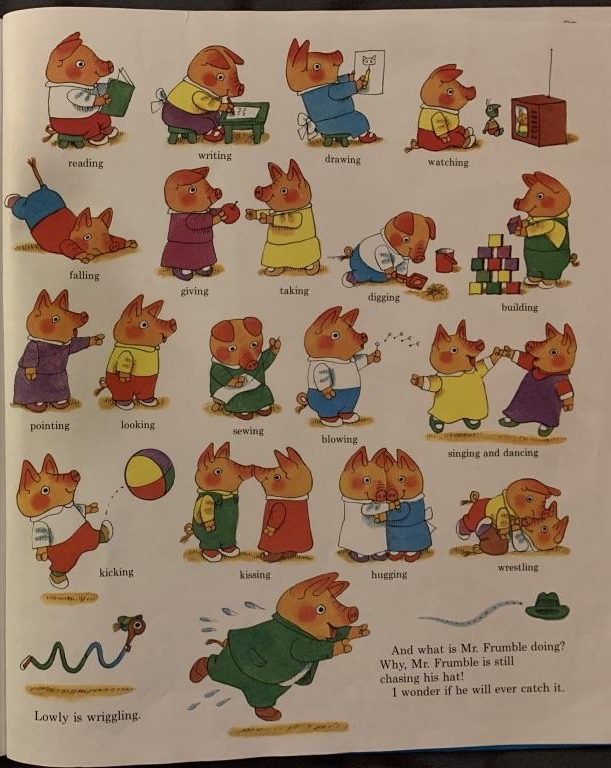 reading
writing
drawing
watching
falling
giving
taking
digging
building
pointing
looking
sewing
blowing
singing and dancing
kicking
kissing
hugging
wrestling
Lowly is wriggling.
And what is Mr. Frumble doing?
Why, Mr. Frumble is still
chasing his hat!
I wonder if he will ever catch it.